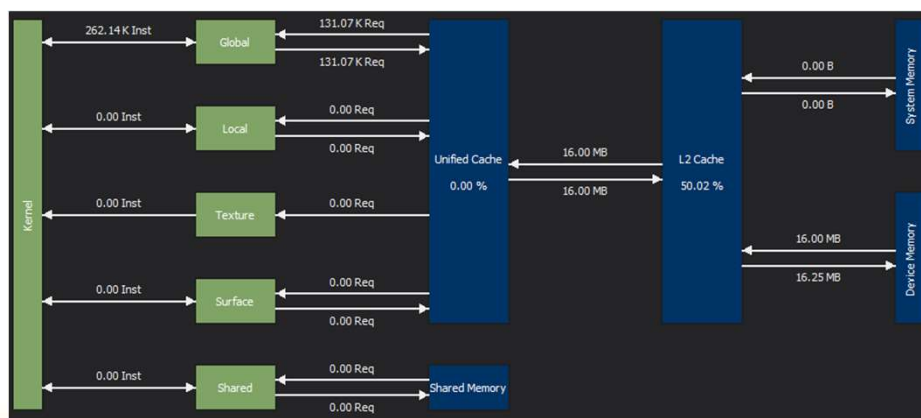 Kernel
262.14 K Inst
Global
131.07 K Req
131.07 K Req
0.00 Inst
Local
0.00 Req
0.00 Req
0.00 Inst
Texture
0.00 Req
0.00 Inst
Surface
0.00 Req
0.00 Req
0.00 Inst
Shared
0.00 Req
0.00 Req
Unified Cache
0.00 %
Shared Memory
16.00 MB
16.00 MB
L2 Cache
50.02 %
0.00 B
0.00 B
System Memory
16.00 MB
16.25 MB
Device Memory